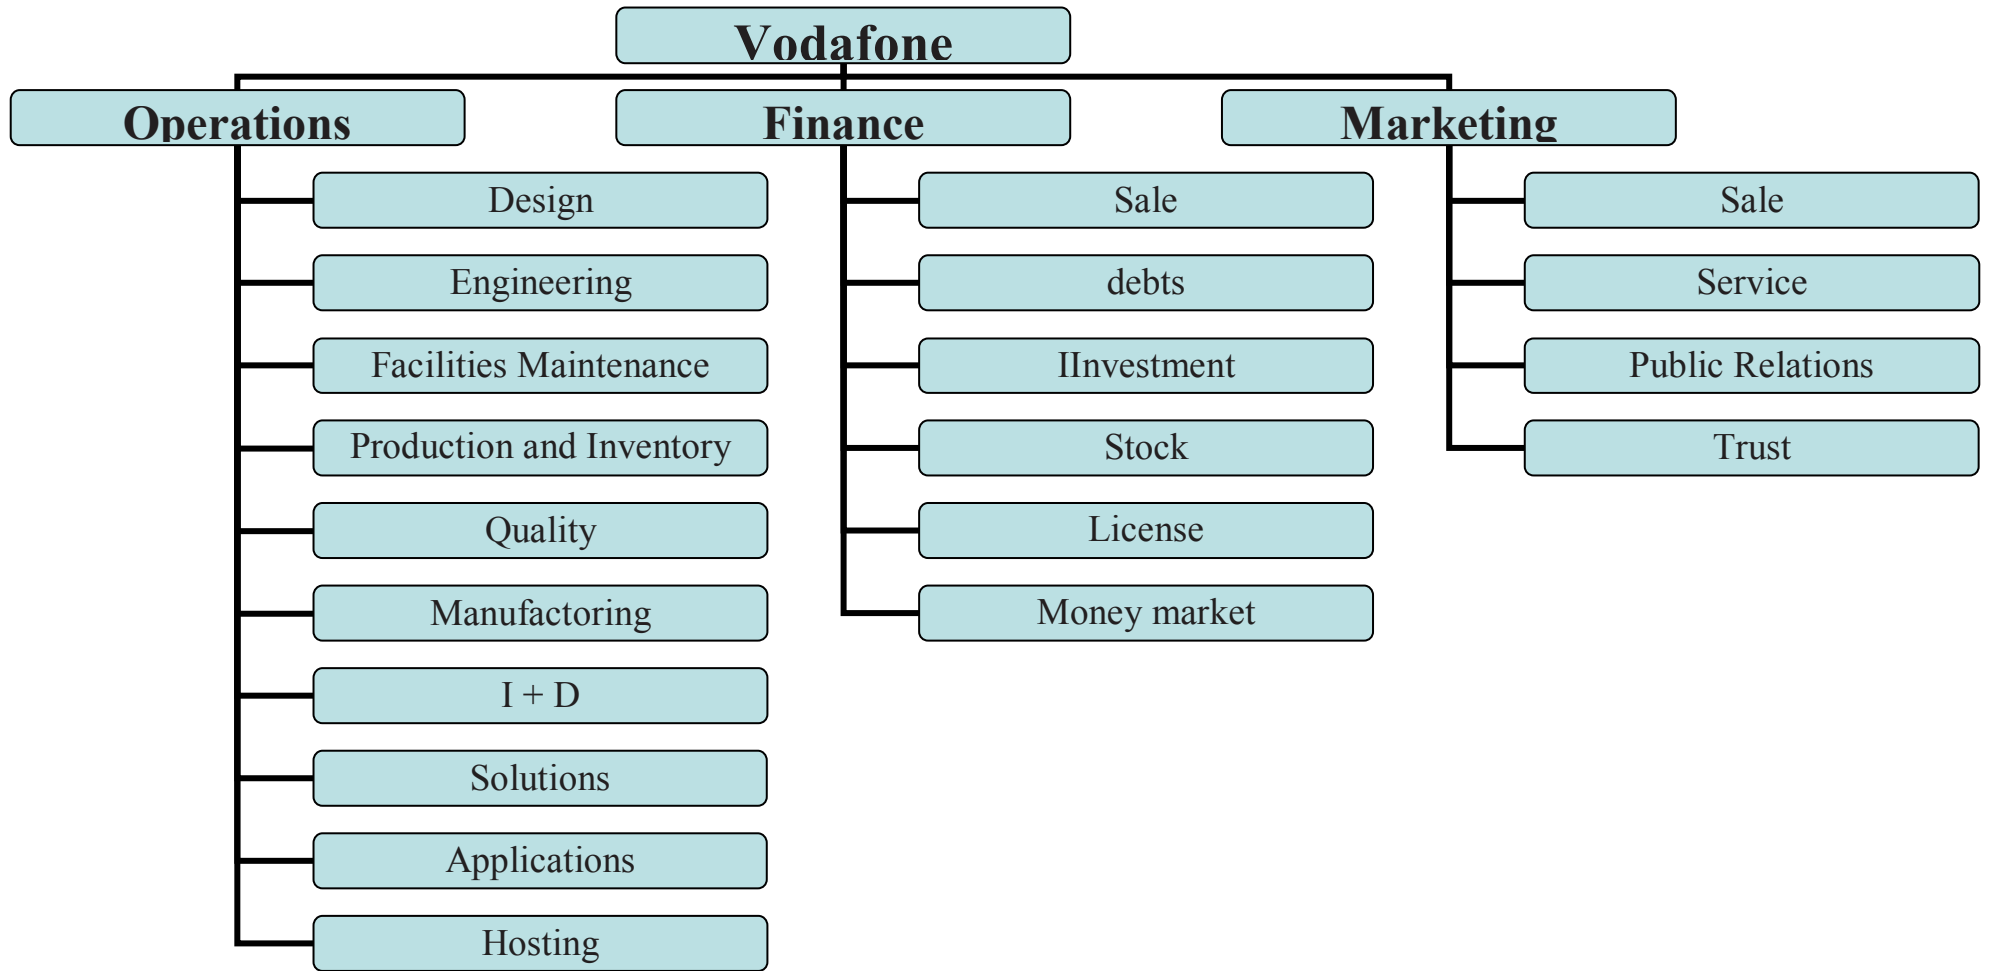 Vodafone
Operations
Finance
Marketing
Design
Engineering
Facilities Maintenance
Production and Inventory
Quality
Manufactoring
I + D
Solutions
Applications
Hosting
Sale
debts
IInvestment
Stock
License
Money market
Sale
Service
Public Relations
Trust